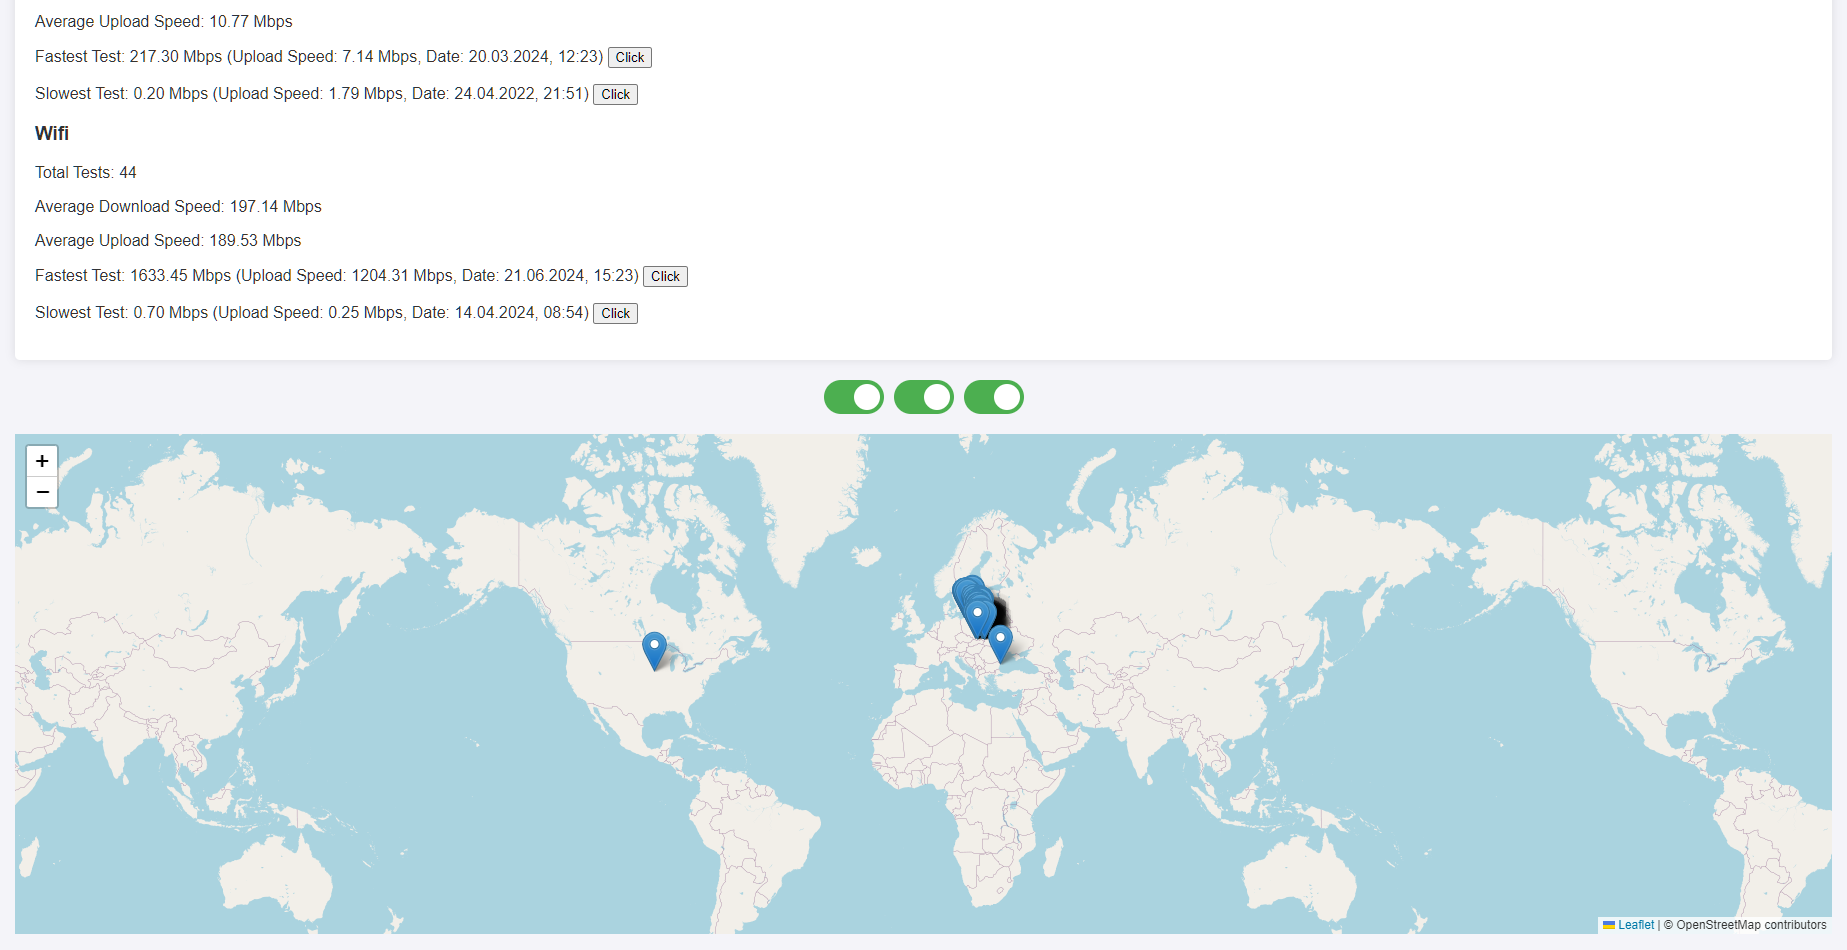 Average Upload Speed: 10.77 Mbps
Fastest Test: 217.30 Mbps (Upload Speed: 7.14 Mbps, Date: 20.03.2024, 12:23) Click
Slowest Test: 0.20 Mbps (Upload Speed: 1.79 Mbps, Date: 24.04.2022, 21:51) Click
Wifi
Total Tests: 44
Average Download Speed: 197.14 Mbps
Average Upload Speed: 189.53 Mbps
Fastest Test: 1633.45 Mbps (Upload Speed: 1204.31 Mbps, Date: 21.06.2024, 15:23) Click
Slowest Test: 0.70 Mbps (Upload Speed: 0.25 Mbps, Date: 14.04.2024, 08:54) Click
+
−
Leaflet | © OpenStreetMap contributors